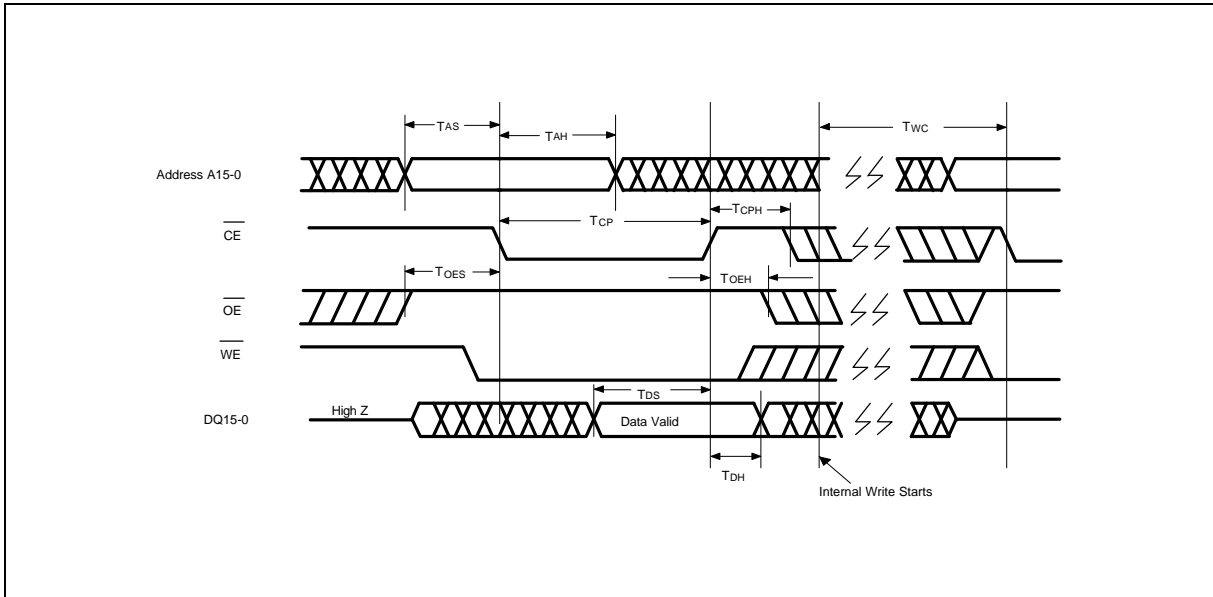 TAS
TAH
TWC
Address A15-0
TCP
TCPH
CE
TOES
TOEH
OE
WE
TDS
High Z
Data Valid
DQ15-0
TDH
Internal Write Starts